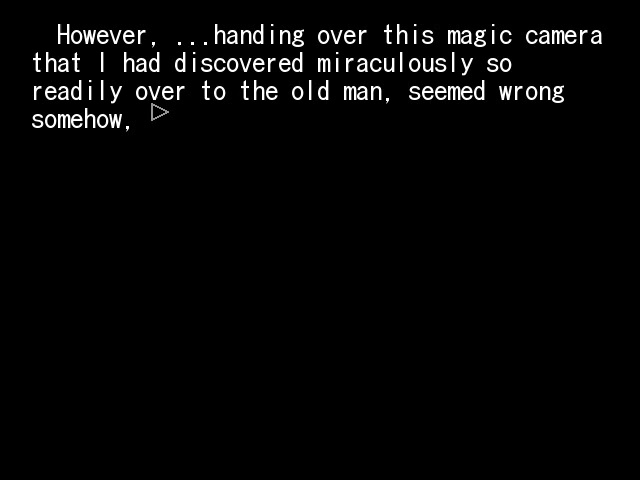 However, ...handing over this magic camera
that I had discovered miraculously so
readily over to the old man, seemed wrong
somehow,